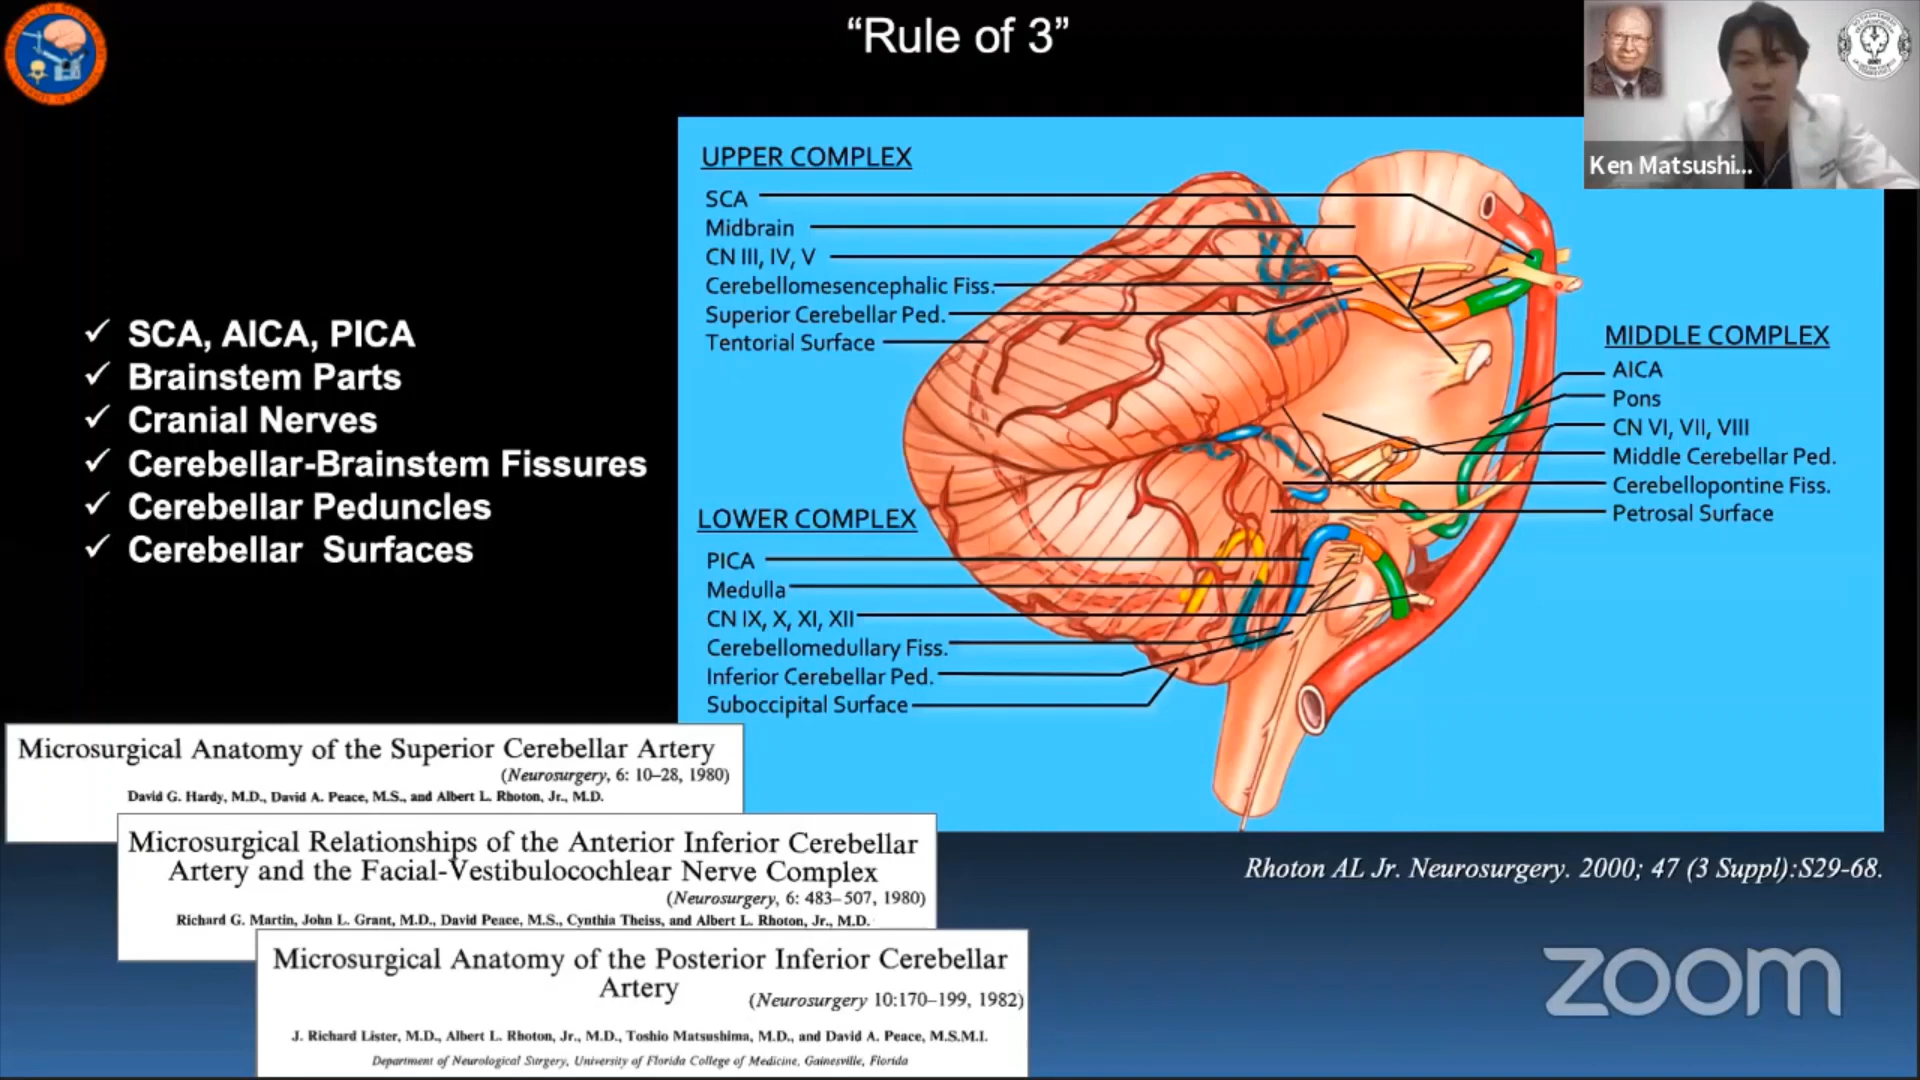 “Rule of 3”
Ken Matsushi...
✓ SCA, AICA, PICA
✓ Brainstem Parts
✓ Cranial Nerves
✓ Cerebellar-Brainstem Fissures
✓ Cerebellar Peduncles
✓ Cerebellar Surfaces
UPPER COMPLEX
SCA
Midbrain
CN III, IV, V
Cerebellomesencephalic Fiss.
Superior Cerebellar Ped.
Tentorial Surface
MIDDLE COMPLEX
AICA
Pons
CN VI, VII, VIII
Middle Cerebellar Ped.
Cerebellopontine Fiss.
Petrosal Surface
LOWER COMPLEX
PICA
Medulla
CN IX, X, XI, XII
Cerebellomedullary Fiss.
Inferior Cerebellar Ped.
Suboccipital Surface
Microsurgical Anatomy of the Superior Cerebellar Artery
(Neurosurgery, 6: 10–28, 1980)
David G. Hardy, M.D., David A. Peace, M.S., and Albert L. Rhoton, Jr., M.D.
Microsurgical Relationships of the Anterior Inferior Cerebellar
Artery and the Facial-Vestibulocochlear Nerve Complex
(Neurosurgery, 6: 483–507, 1980)
Richard G. Martin, John L. Grant, M.D., David Peace, M.S., Cynthia Theiss, and Albert L. Rhoton, Jr., M.D.
Microsurgical Anatomy of the Posterior Inferior Cerebellar
Artery
(Neurosurgery 10:170–199, 1982)
J. Richard Lister, M.D., Albert L. Rhoton, Jr., M.D., Toshio Matsushima, M.D., and David A. Peace, M.S.M.I.
Department of Neurological Surgery, University of Florida College of Medicine, Gainesville, Florida
Rhoton AL Jr. Neurosurgery. 2000; 47 (3 Suppl):S29-68.
zoom